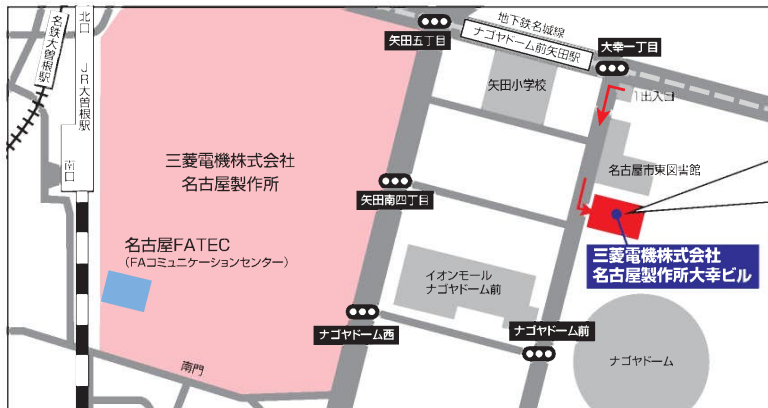 名鉄大曽根駅
北口
JR大曽根駅
南口
矢田五丁目
地下鉄名城線
ナゴヤドーム前矢田駅
大幸一丁目
矢田小学校
1出入口
三菱電機株式会社
名古屋製作所
名古屋市東図書館
矢田南四丁目
名古屋FATEC
(FAコミュニケーションセンター)
三菱電機株式会社
名古屋製作所大幸ビル
イオンモール
ナゴヤドーム前
ナゴヤドーム西
ナゴヤドーム前
ナゴヤドーム
南門